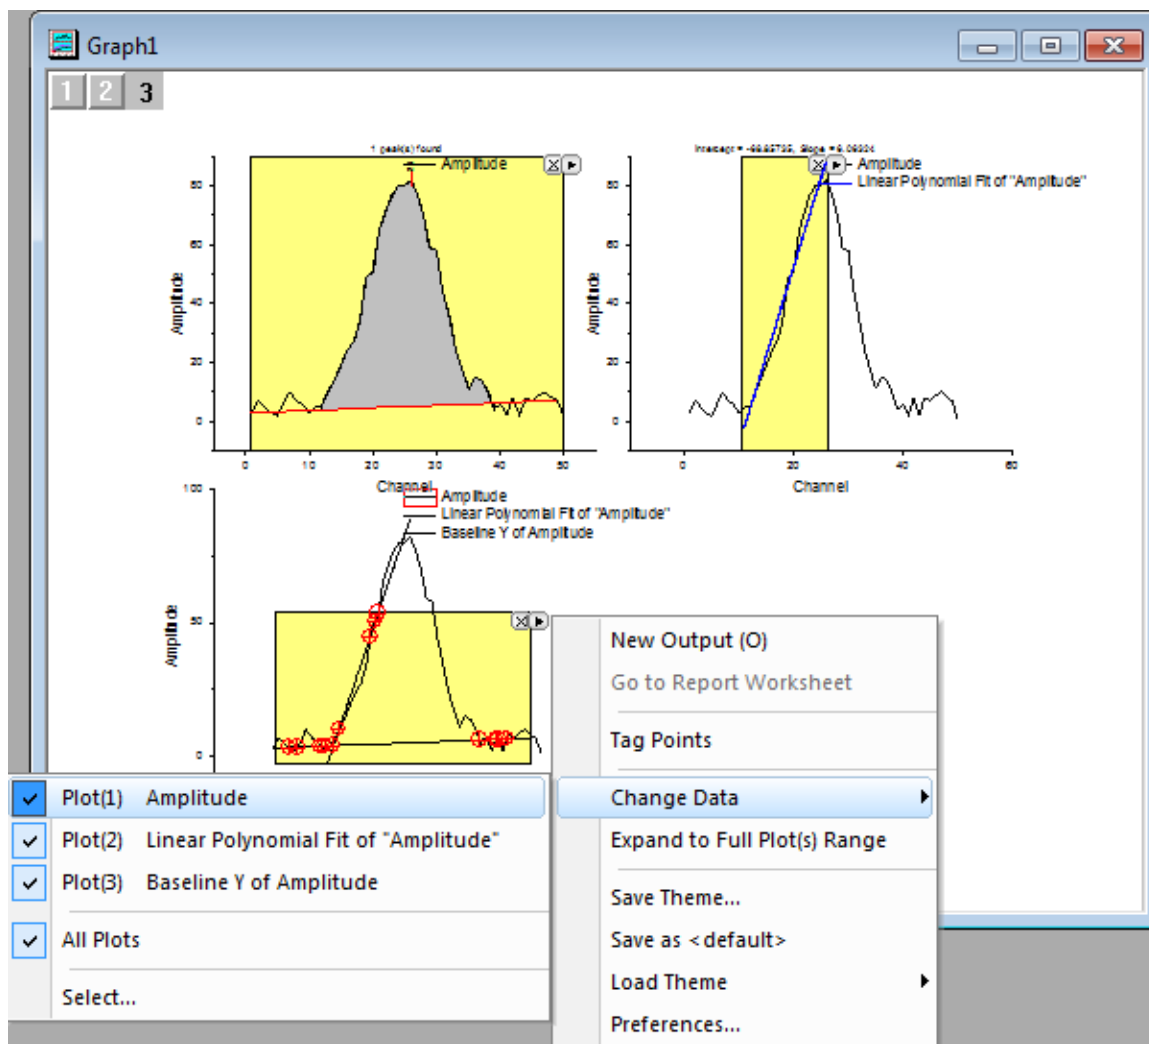 Graph1
1 2 3
1 peak(s) found
Amplitude
Amplitude
80
60
40
20
0
0 10 20 30 40 50
Channel
Amplitude
Linear Polynomial Fit of "Amplitude"
Amplitude
80
60
40
20
0
0 20 40 60
Channel
Amplitude
Linear Polynomial Fit of "Amplitude"
Baseline Y of Amplitude
Amplitude
100
50
0
New Output (O)
Go to Report Worksheet
Tag Points
Change Data
Expand to Full Plot(s) Range
Save Theme...
Save as <default>
Load Theme
Preferences...
Plot(1) Amplitude
Plot(2) Linear Polynomial Fit of "Amplitude"
Plot(3) Baseline Y of Amplitude
All Plots
Select...